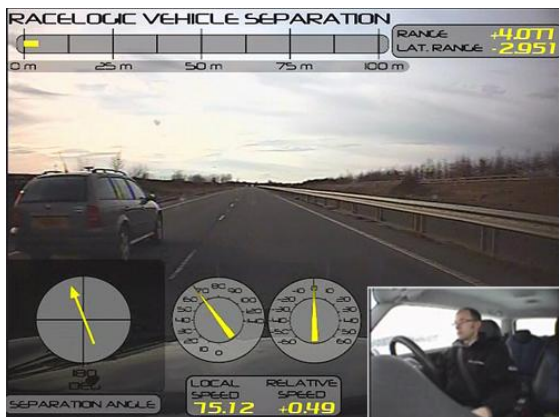 RACELOGIC VEHICLE SEPARATION
RANGE +4.077
LAT. RANGE -2.951
0 m 25 m 50 m 75 m 100 m
180
DEG
SEPARATION ANGLE
LOCAL SPEED
75.12
RELATIVE SPEED
+0.49